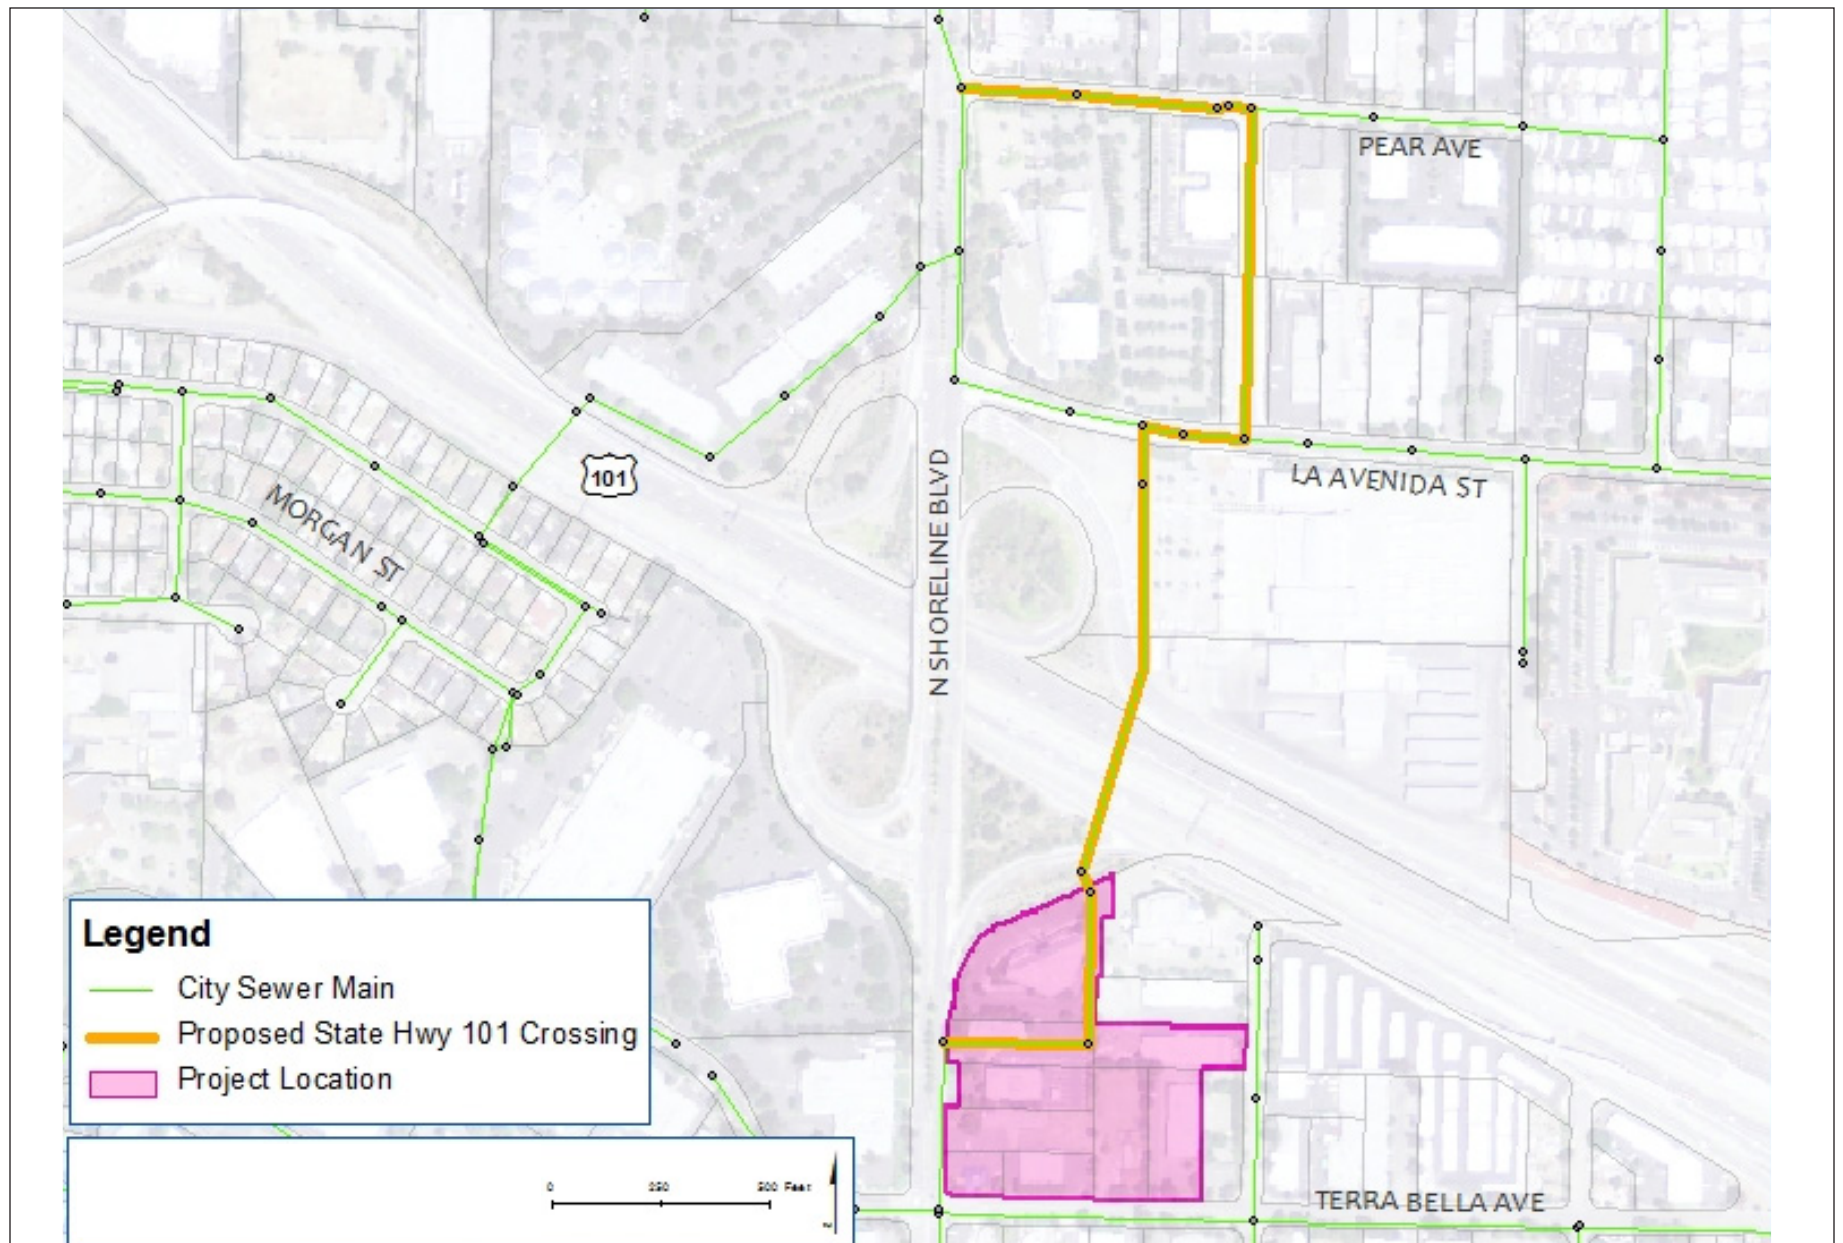 PEAR AVE
LA AVENIDA ST
101
MORGAN ST
N SHORELINE BLVD
Legend
City Sewer Main
Proposed State Hwy 101 Crossing
Project Location
0 250 500 Feet
TERRA BELLA AVE